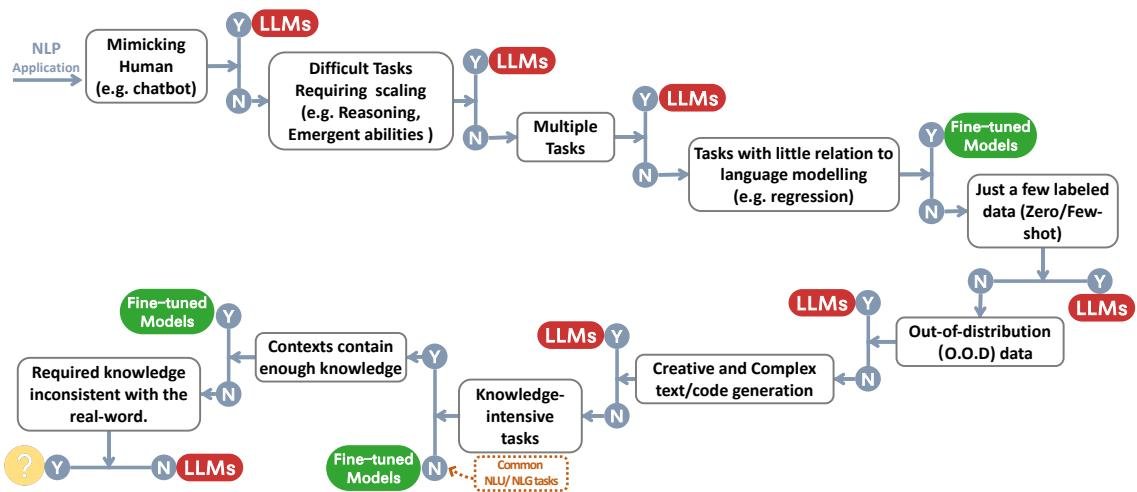 NLP
Application
Mimicking
Human
(e.g. chatbot)
Y
LLMs
N
Difficult Tasks
Requiring scaling
(e.g. Reasoning,
Emergent abilities )
Y
LLMs
N
Multiple
Tasks
Y
LLMs
N
Tasks with little relation to
language modelling
(e.g. regression)
Y
Fine-tuned
Models
N
Just a few labeled
data (Zero/Few-
shot)
N
Y
LLMs
Out-of-distribution
(O.O.D) data
LLMs
Y
N
Creative and Complex
text/code generation
LLMs
Y
N
Knowledge-
intensive
tasks
Y
Fine-tuned
Models
N
Common
NLU/ NLG tasks
Contexts contain
enough knowledge
Fine-tuned
Models
Y
N
Required knowledge
inconsistent with the
real-word.
?
Y
N
LLMs